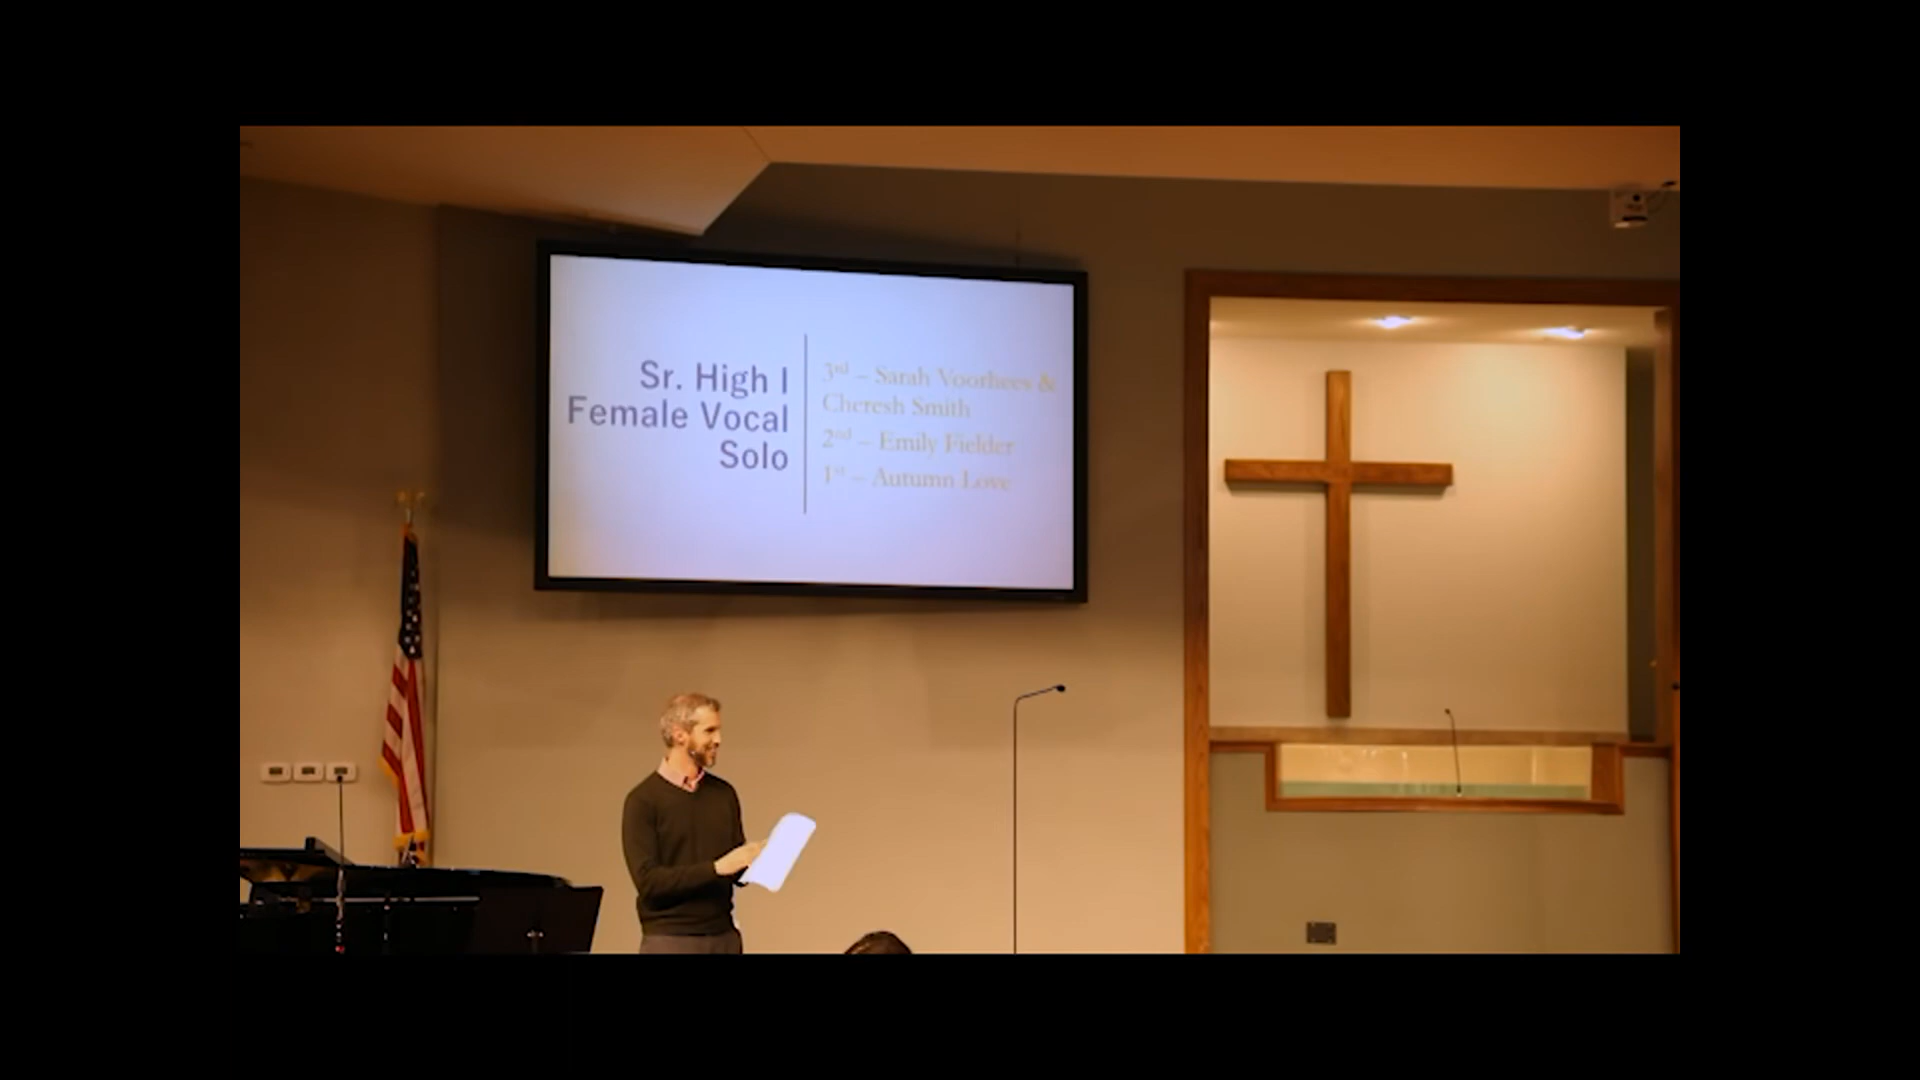 Sr. High I
Female Vocal
Solo
3rd – Sarah Voorhees &
Cheresh Smith
2nd – Emily Fielder
1st – Autumn Love